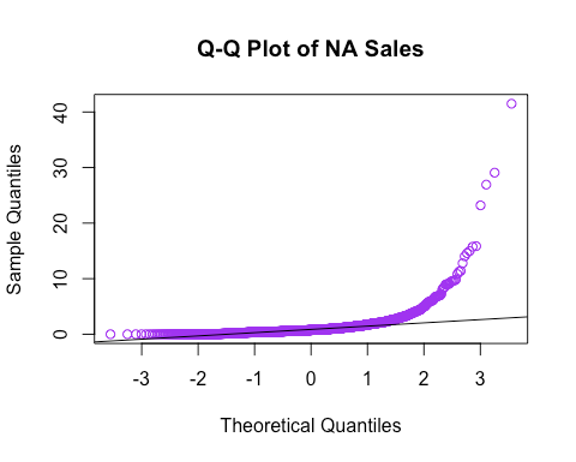 Q-Q Plot of NA Sales
Sample Quantiles
40
30
20
10
0
-3 -2 -1 0 1 2 3
Theoretical Quantiles